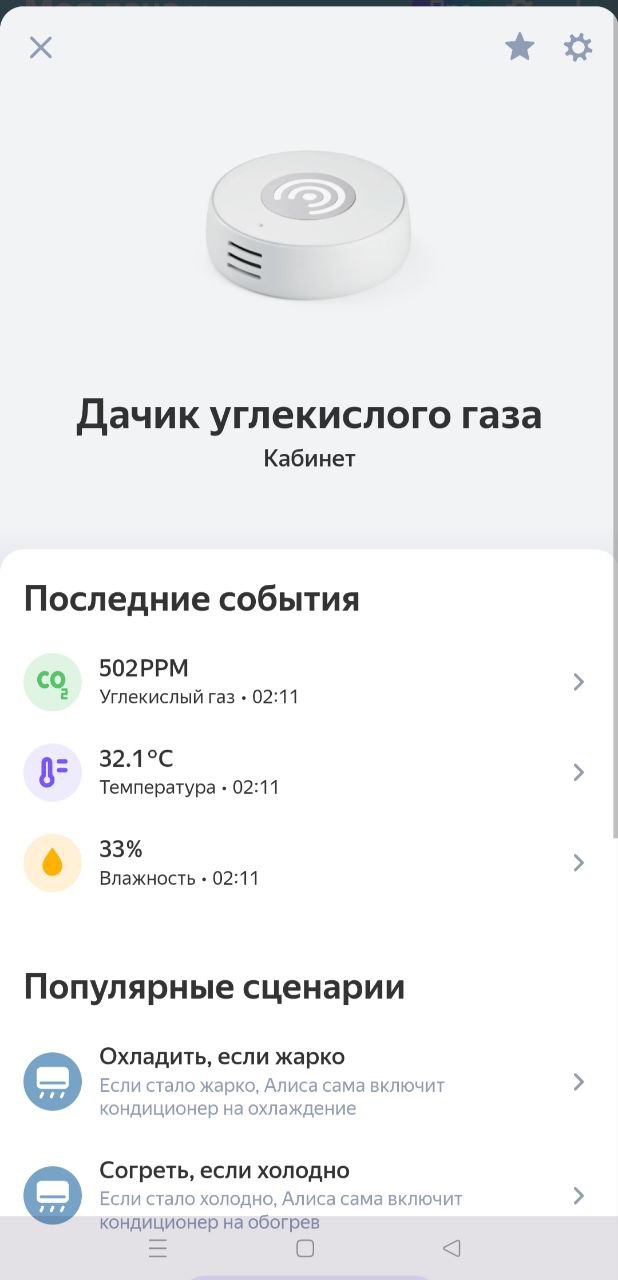 Дачик углекислого газа
Кабинет
Последние события
CO2
502PPM
Углекислый газ • 02:11
32.1°C
Температура • 02:11
33%
Влажность • 02:11
Популярные сценарии
Охладить, если жарко
Если стало жарко, Алиса сама включит
кондиционер на охлаждение
Согреть, если холодно
Если стало холодно, Алиса сама включит
кондиционер на обогрев